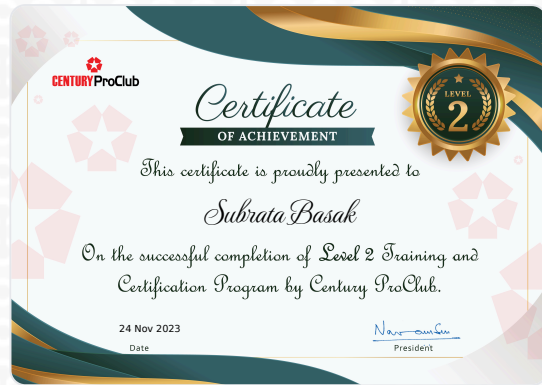 CENTURY ProClub
LEVEL
2
Certificate
OF ACHIEVEMENT
This certificate is proudly presented to
Subrata Basak
On the successful completion of Level 2 Training and
Certification Program by Century ProClub.
24 Nov 2023
Date
President